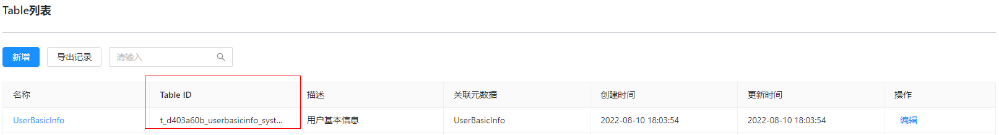 Table列表
新增 导出记录 请输入
名称 Table ID 描述 关联元数据 创建时间 更新时间 操作
UserBasicInfo t_d403a60b_userbasicinfo_syst... 用户基本信息 UserBasicInfo 2022-08-10 18:03:54 2022-08-10 18:03:54 编辑